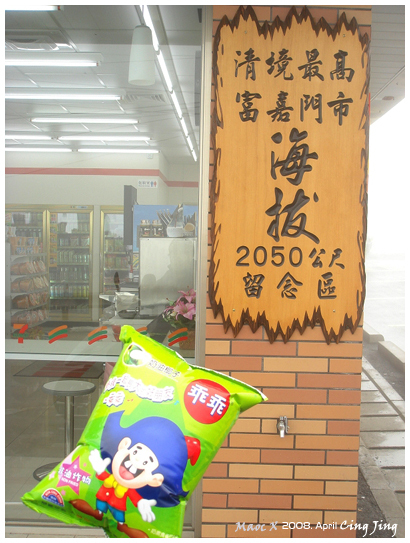 清境最高
富嘉門市
海拔
2050公尺
留念區
乖乖
Maoc X 2008. April Cing Jing